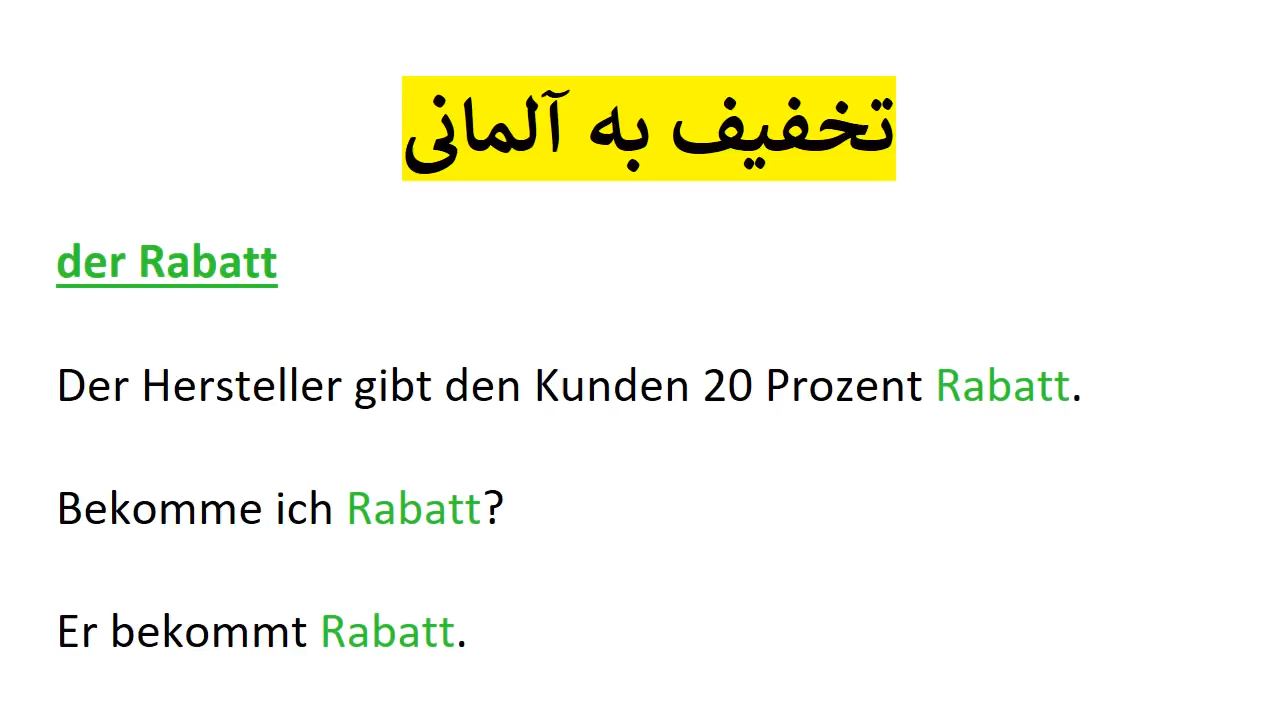 تخفیف به آلمانی
der Rabatt
Der Hersteller gibt den Kunden 20 Prozent Rabatt.
Bekomme ich Rabatt?
Er bekommt Rabatt.